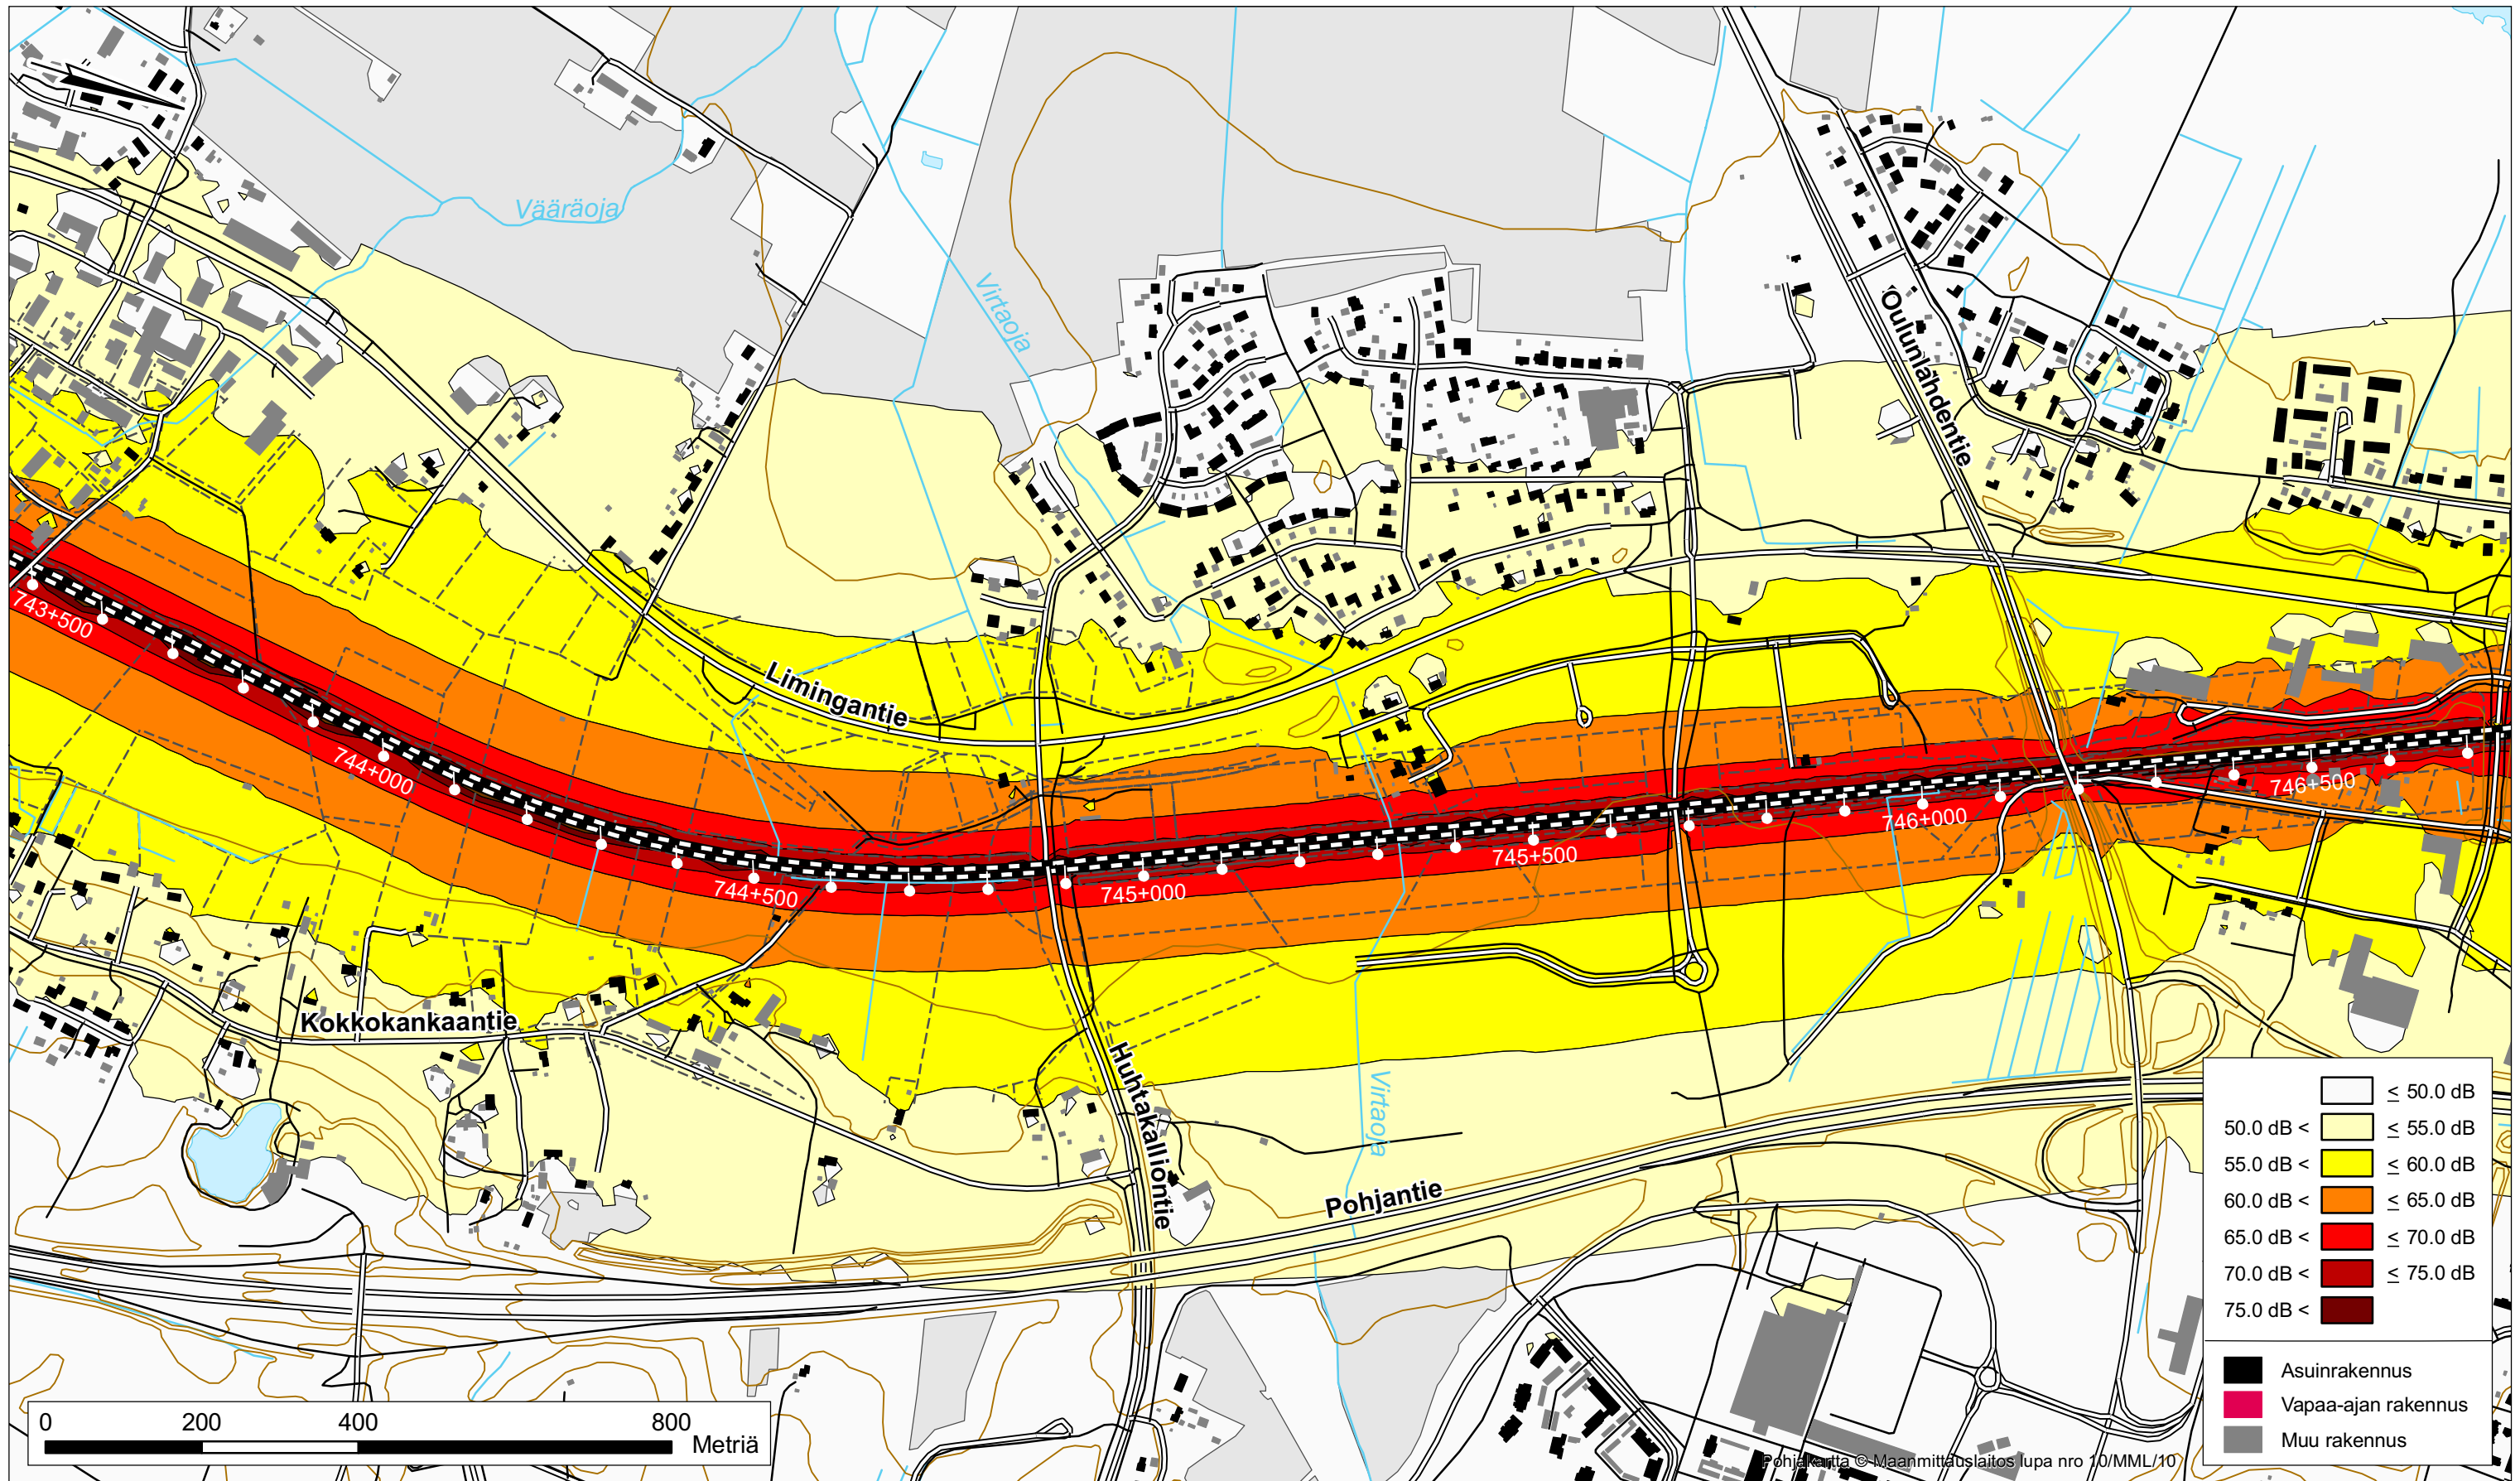 Vääräoja
Virtaoja
Oulunlahdentie
743+500
Limingantie
744+000
746+500
746+000
745+500
744+500
745+000
Kokkokankaantie
Huhtakalliontie
Virtaoja
Pohjantie
≤ 50.0 dB
50.0 dB < ≤ 55.0 dB
55.0 dB < ≤ 60.0 dB
60.0 dB < ≤ 65.0 dB
65.0 dB < ≤ 70.0 dB
70.0 dB < ≤ 75.0 dB
75.0 dB <
Asuinrakennus
Vapaa-ajan rakennus
Muu rakennus
0 200 400 800
Metriä
Pohjakartta © Maanmittauslaitos lupa nro 10/MML/10